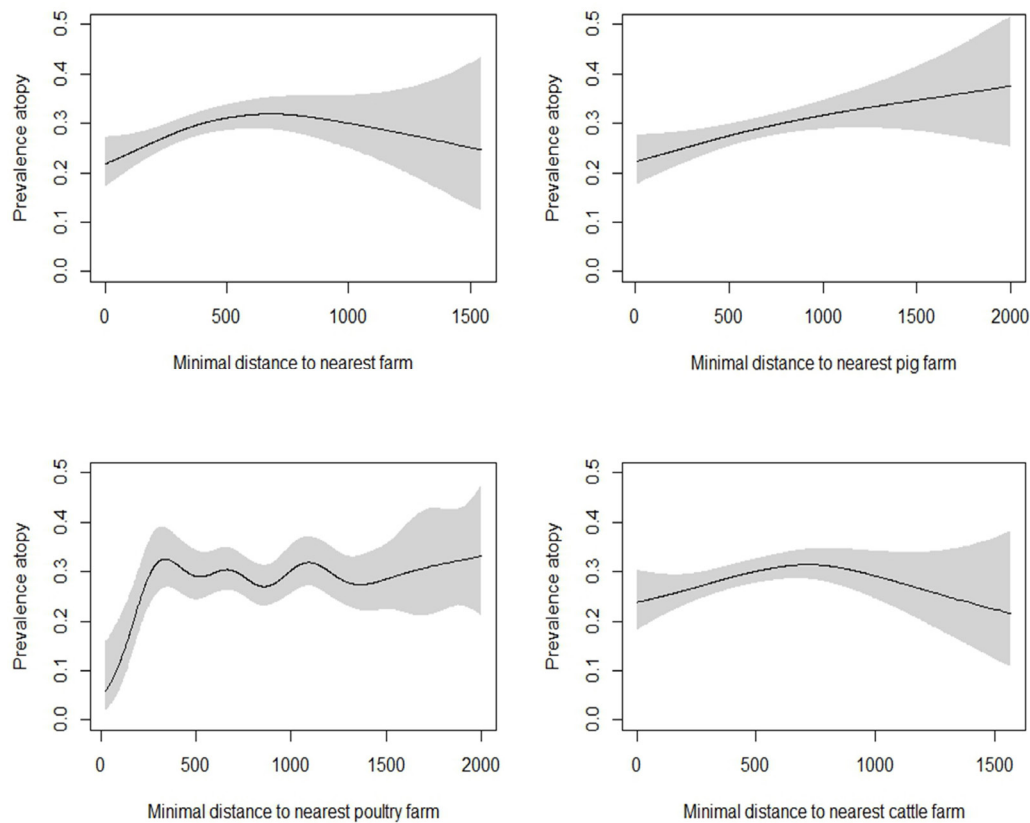 Prevalence atopy
0.0 0.1 0.2 0.3 0.4 0.5
0 500 1000 1500
Minimal distance to nearest farm
Prevalence atopy
0.0 0.1 0.2 0.3 0.4 0.5
0 500 1000 1500 2000
Minimal distance to nearest pig farm
Prevalence atopy
0.0 0.1 0.2 0.3 0.4 0.5
0 500 1000 1500 2000
Minimal distance to nearest poultry farm
Prevalence atopy
0.0 0.1 0.2 0.3 0.4 0.5
0 500 1000 1500
Minimal distance to nearest cattle farm